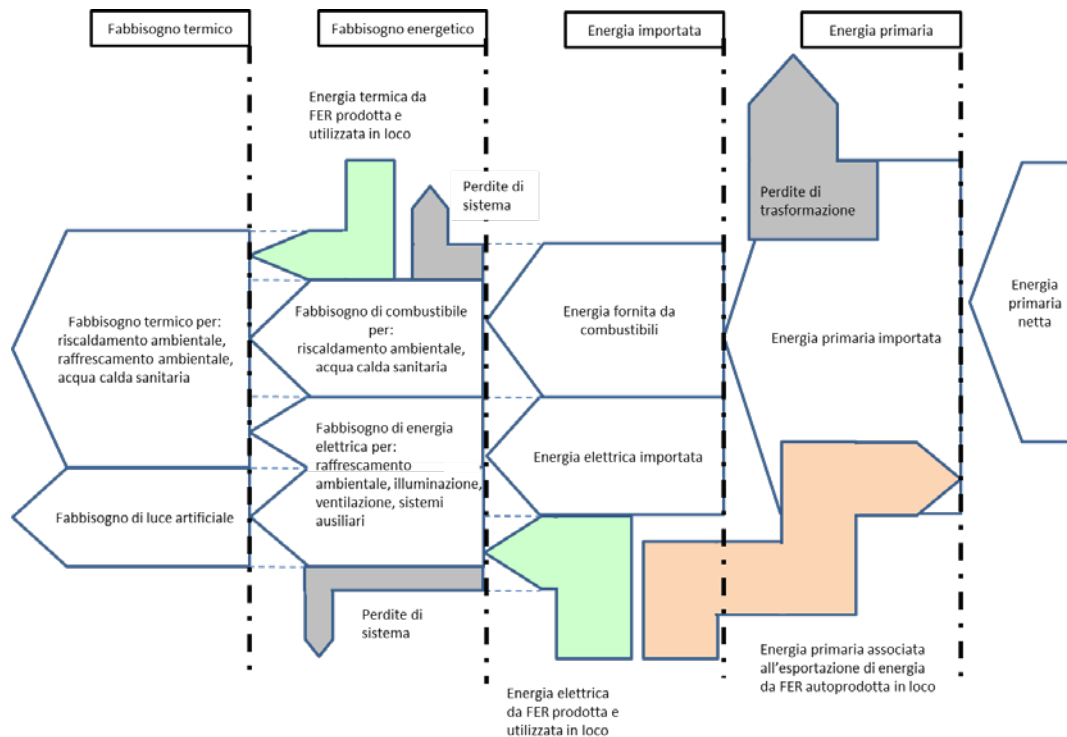 Fabbisogno termico
Fabbisogno energetico
Energia importata
Energia primaria
Energia termica da
FER prodotta e
utilizzata in loco
Perdite di
sistema
Perdite di
trasformazione
Fabbisogno termico per:
riscaldamento ambientale,
raffrescamento ambientale,
acqua calda sanitaria
Fabbisogno di combustibile
per:
riscaldamento ambientale,
acqua calda sanitaria
Energia fornita da
combustibili
Energia primaria importata
Energia
primaria
netta
Fabbisogno di energia
elettrica per:
raffrescamento
ambientale, illuminazione,
ventilazione, sistemi
ausiliari
Energia elettrica importata
Fabbisogno di luce artificiale
Perdite di
sistema
Energia elettrica
da FER prodotta e
utilizzata in loco
Energia primaria associata
all'esportazione di energia
da FER autoprodotta in loco